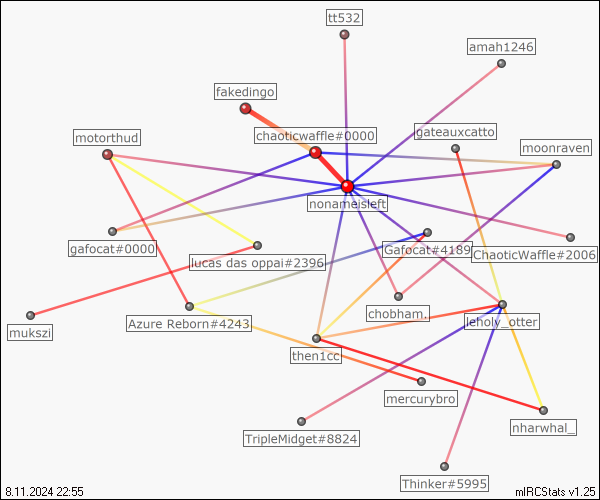 tt532
amah1246
fakedingo
chaoticwaffle#0000
gateauxcatto
motorthud
moonraven
nonameisleft
gafocat#0000
Gafocat#4189
ChaoticWaffle#2006
lucas das oppai#2396
chobham.
leholy_otter
Azure Reborn#4243
mukszi
then1cc
mercurybro
nharwhal_
TripleMidget#8824
Thinker#5995
8.11.2024 22:55
mIRCStats v1.25